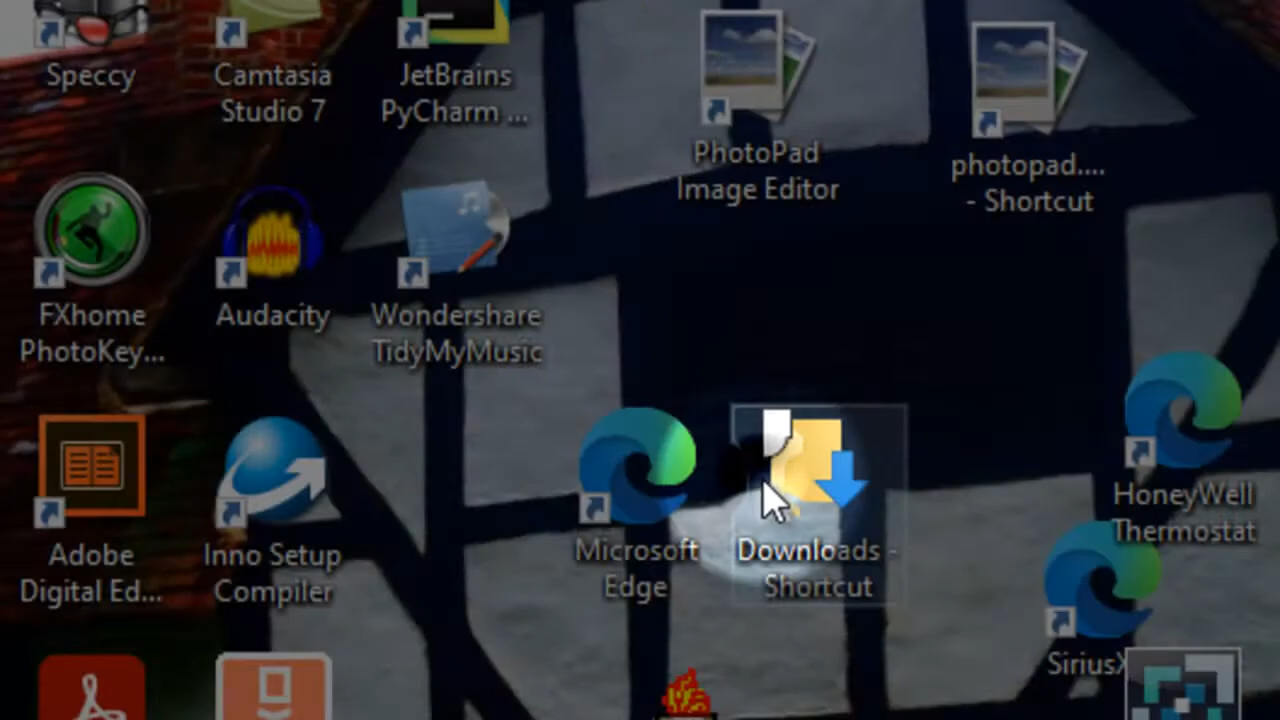 Speccy
Camtasia
Studio 7
JetBrains
PyCharm ...
PhotoPad
Image Editor
photopad....
- Shortcut
FXhome
PhotoKey...
Audacity
Wondershare
TidyMyMusic
Adobe
Digital Ed...
Inno Setup
Compiler
Microsoft
Edge
Downloads -
Shortcut
HoneyWell
Thermostat
SiriusX